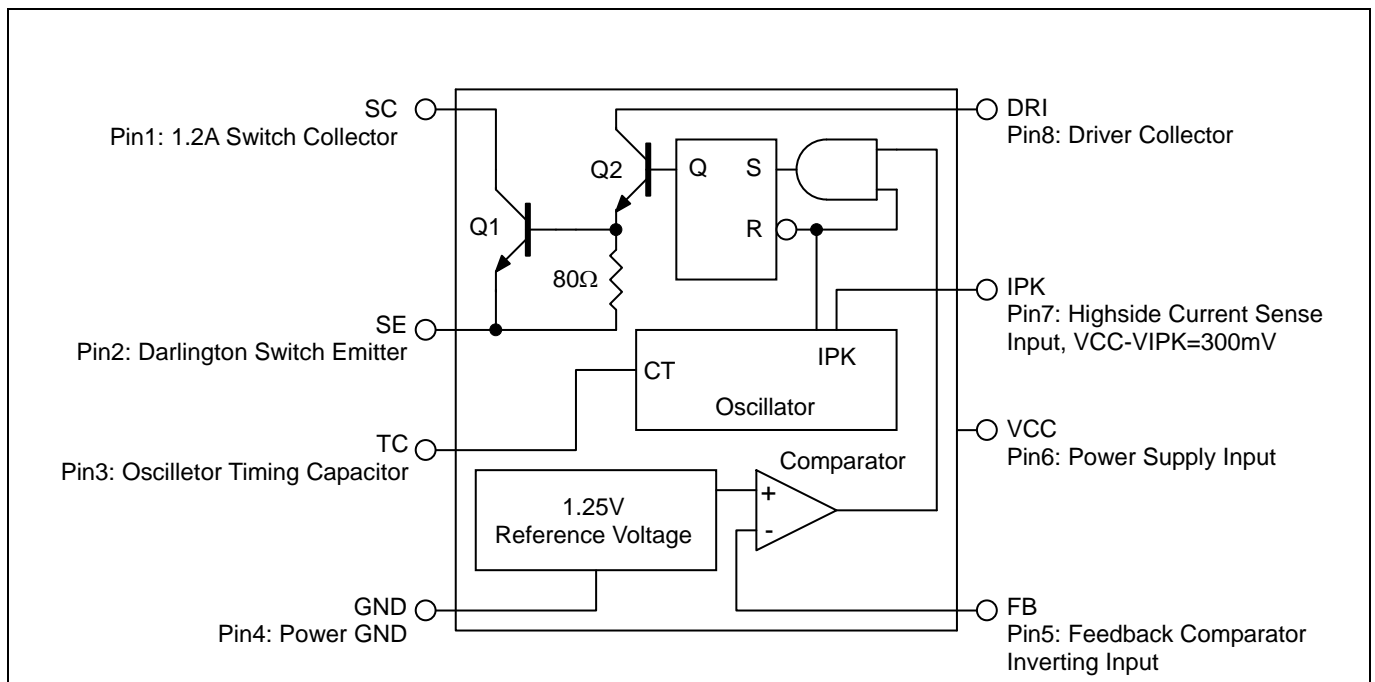 SC
Pin1: 1.2A Switch Collector
DRI
Pin8: Driver Collector
Q2
Q
S
R
Q1
80Ω
IPK
Pin7: Highside Current Sense
Input, VCC-VIPK=300mV
SE
Pin2: Darlington Switch Emitter
CT
IPK
Oscillator
TC
Pin3: Oscilletor Timing Capacitor
VCC
Pin6: Power Supply Input
Comparator
1.25V
Reference Voltage
+
-
GND
Pin4: Power GND
FB
Pin5: Feedback Comparator
Inverting Input